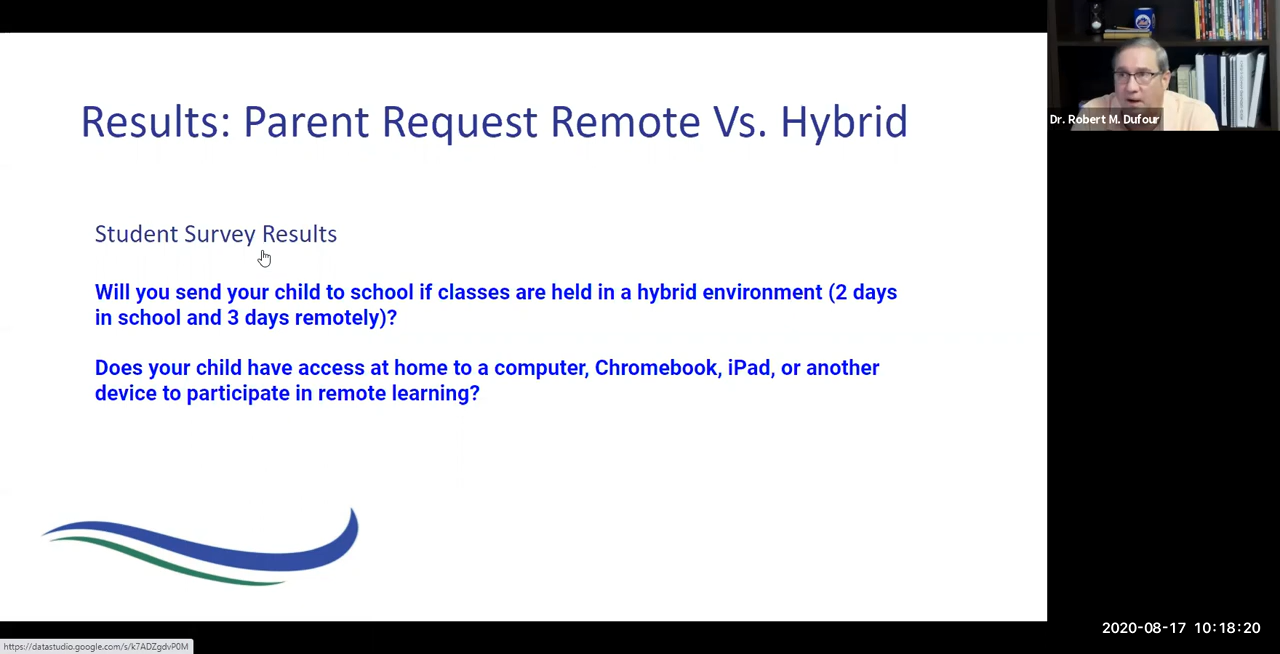 Results: Parent Request Remote Vs. Hybrid
Dr. Robert M. Dufour
Student Survey Results
Will you send your child to school if classes are held in a hybrid environment (2 days
in school and 3 days remotely)?
Does your child have access at home to a computer, Chromebook, iPad, or another
device to participate in remote learning?
2020-08-17 10:18:20
https://datastudio.google.com/s/k7ADZgdvP0M